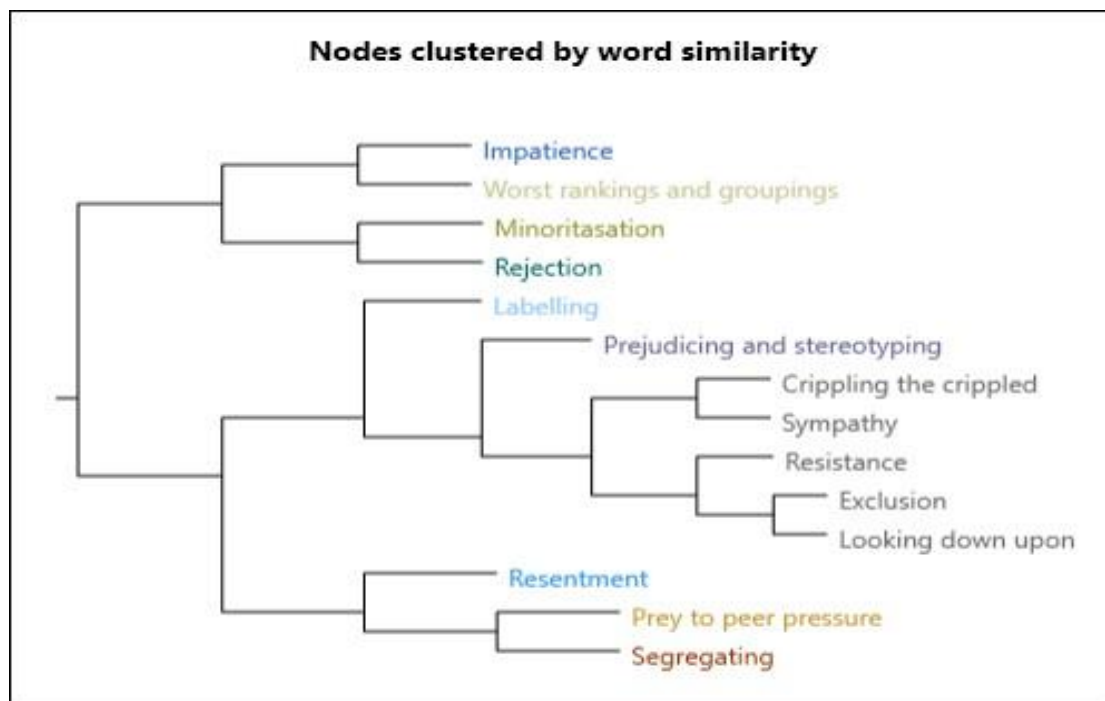 Nodes clustered by word similarity
Impatience
Worst rankings and groupings
Minoritasation
Rejection
Labelling
Prejudicing and stereotyping
Crippling the crippled
Sympathy
Resistance
Exclusion
Looking down upon
Resentment
Prey to peer pressure
Segregating